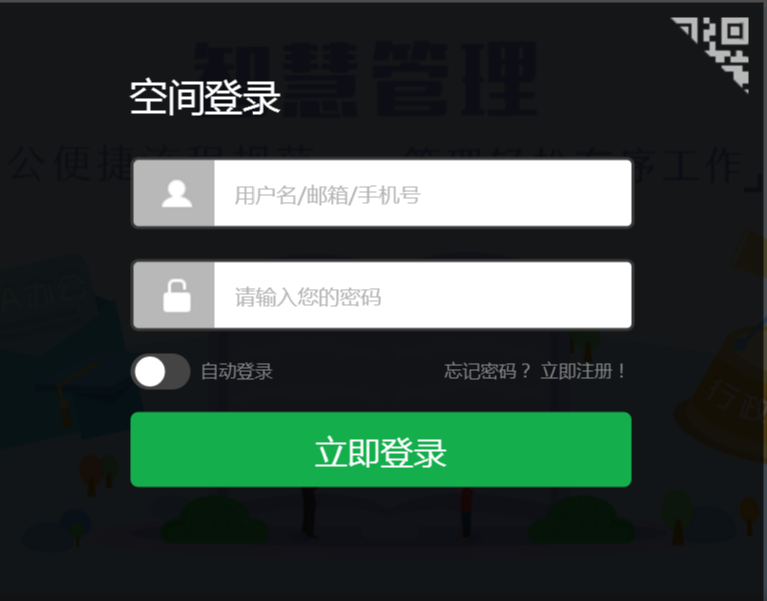 智慧管理
空间登录
用户名/邮箱/手机号
请输入您的密码
自动登录
忘记密码？ 立即注册！
立即登录
行政